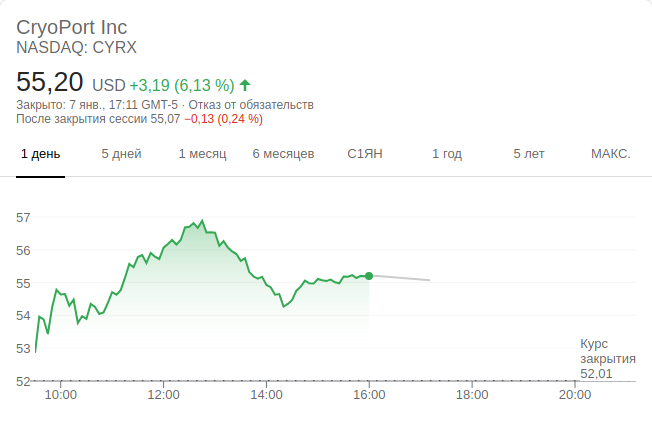 CryoPort Inc
NASDAQ: CYRX
55,20 USD +3,19 (6,13 %)
Закрыто: 7 янв., 17:11 GMT-5 · Отказ от обязательств
После закрытия сессии 55,07 −0,13 (0,24 %)
1 день 5 дней 1 месяц 6 месяцев С1ЯН 1 год 5 лет МАКС.
57
56
55
54
53
Курс
закрытия
52,01
52
10:00 12:00 14:00 16:00 18:00 20:00